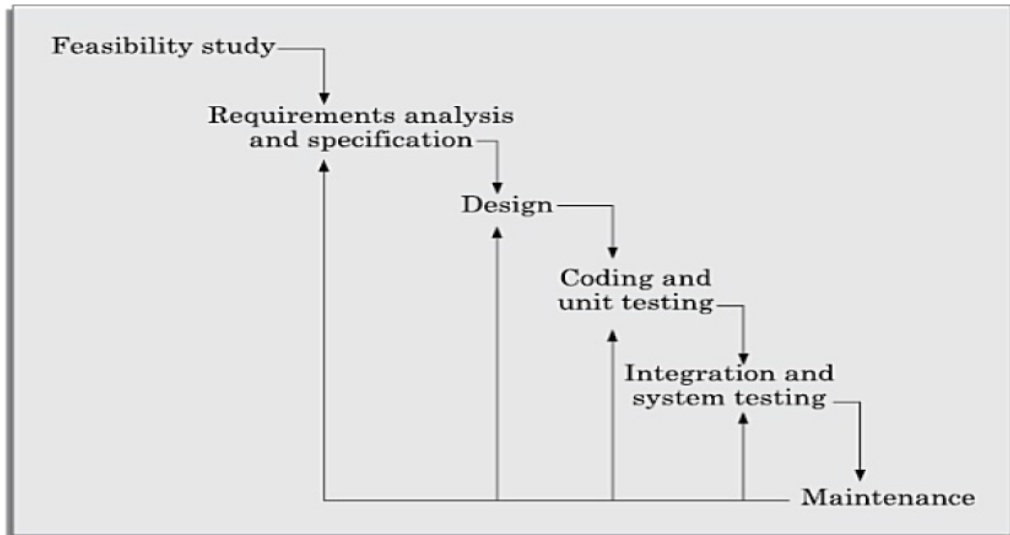 Feasibility study
Requirements analysis
and specification
Design
Coding and
unit testing
Integration and
system testing
Maintenance